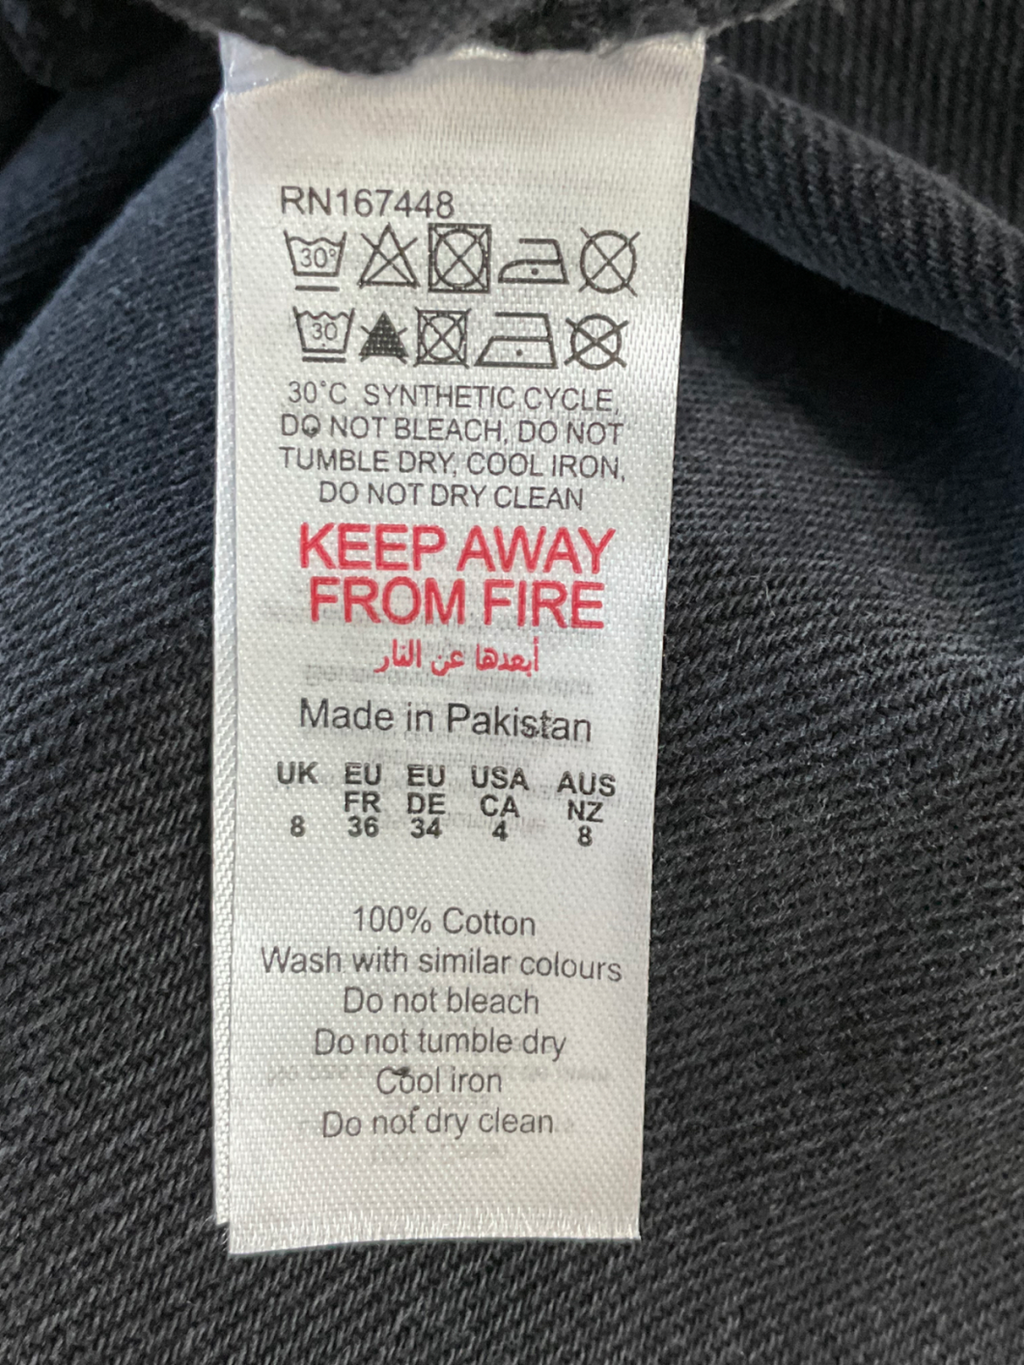 RN167448
30°
30
30°C SYNTHETIC CYCLE,
DO NOT BLEACH, DO NOT
TUMBLE DRY, COOL IRON,
DO NOT DRY CLEAN
KEEP AWAY
FROM FIRE
أبعدها عن النار
Made in Pakistan
UK EU EU USA AUS
FR DE CA NZ
8 36 34 4 8
100% Cotton
Wash with similar colours
Do not bleach
Do not tumble dry
Cool iron
Do not dry clean